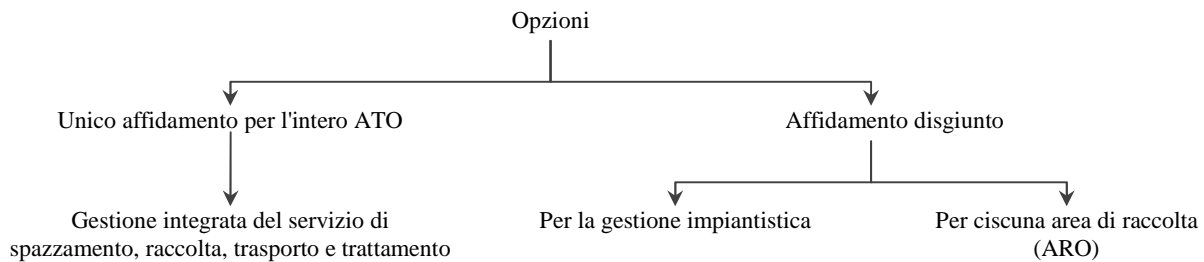 Opzioni
Unico affidamento per l'intero ATO
Affidamento disgiunto
Gestione integrata del servizio di
spazzamento, raccolta, trasporto e trattamento
Per la gestione impiantistica
Per ciscuna area di raccolta
(ARO)